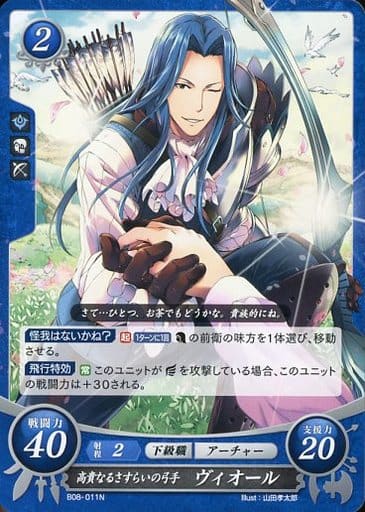 2
さて…ひとつ、お茶でもどうかな。貴族的にね。
怪我はないかね? 起 1ターンに1回 の前衛の味方を1体選び、移動
させる。
飛行特効 常 このユニットが を攻撃している場合、このユニット
の戦闘力は+30される。
戦闘力
40
射程 2 下級職 アーチャー
支援力
20
高貴なるさすらいの弓手 ヴィオール
B08-011N Illust:山田孝太郎